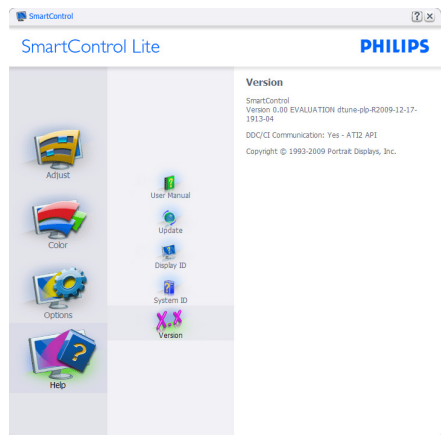 SmartControl
SmartControl Lite
PHILIPS
Adjust
Color
Options
Help
User Manual
Update
Display ID
System ID
X.X
Version
Version
SmartControl
Version 0.00 EVALUATION dtune-plp-R2009-12-17-
1913-04
DDC/CI Communication: Yes - ATI2 API
Copyright © 1993-2009 Portrait Displays, Inc.